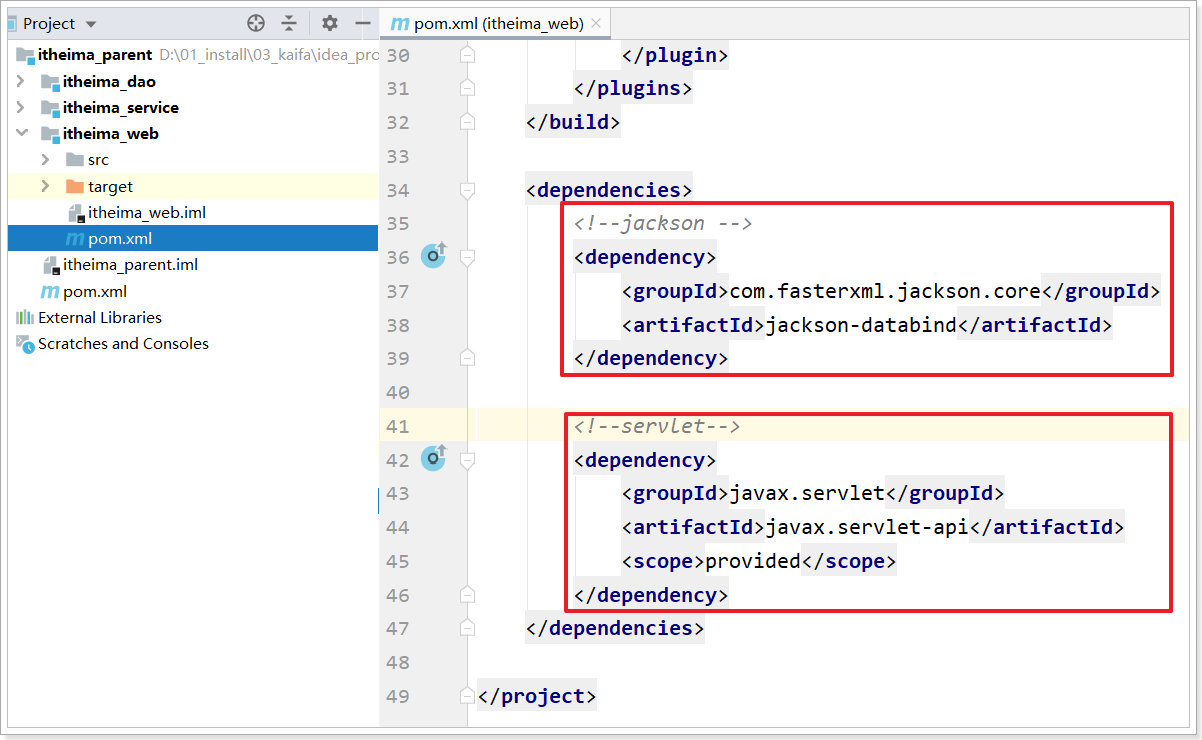 Project
itheima_parent D:\01_install\03_kaifa\idea_pro
itheima_dao
itheima_service
itheima_web
src
target
itheima_web.iml
pom.xml
itheima_parent.iml
pom.xml
External Libraries
Scratches and Consoles
pom.xml (itheima_web)
30 </plugin>
31 </plugins>
32 </build>
33
34 <dependencies>
35 <!--jackson -->
36 <dependency>
37 <groupId>com.fasterxml.jackson.core</groupId>
38 <artifactId>jackson-databind</artifactId>
39 </dependency>
40
41 <!--servlet-->
42 <dependency>
43 <groupId>javax.servlet</groupId>
44 <artifactId>javax.servlet-api</artifactId>
45 <scope>provided</scope>
46 </dependency>
47 </dependencies>
48
49 </project>